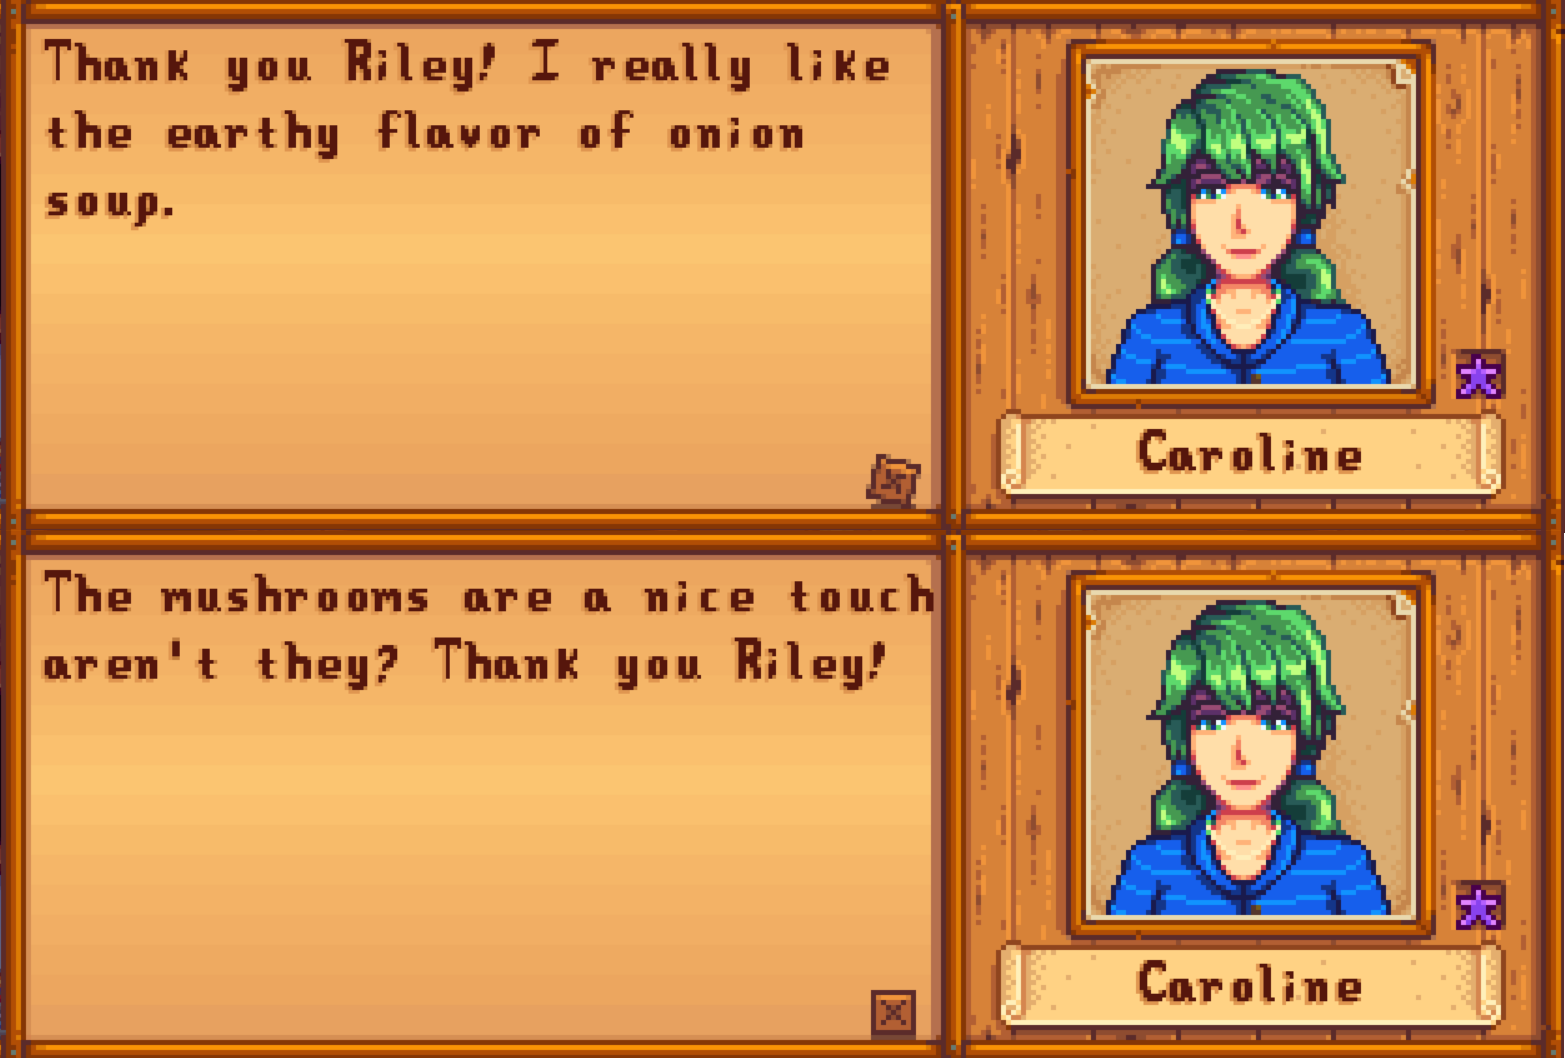 Thank you Riley! I really like
the earthy flavor of onion
soup.
Caroline
The mushrooms are a nice touch
aren't they? Thank you Riley!
Caroline